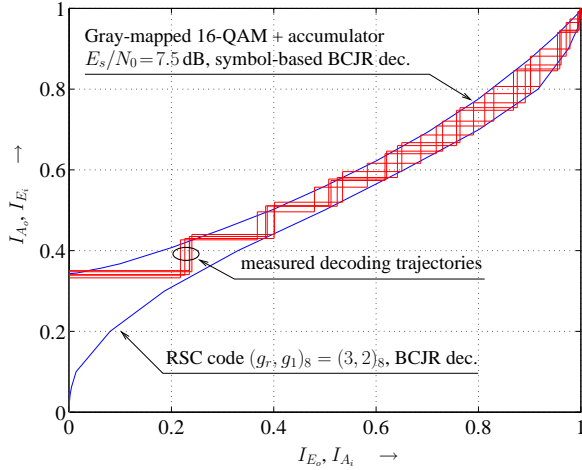 1
Gray-mapped 16-QAM + accumulator
$E_s/N_0 = 7.5$ dB, symbol-based BCJR dec.
0.8
0.6
$I_{A_o}, I_{E_i}$ →
0.4
measured decoding trajectories
0.2
RSC code $(g_r, g_1)_8 = (3, 2)_8$, BCJR dec.
0
0 0.2 0.4 0.6 0.8 1
$I_{E_o}, I_{A_i}$ →